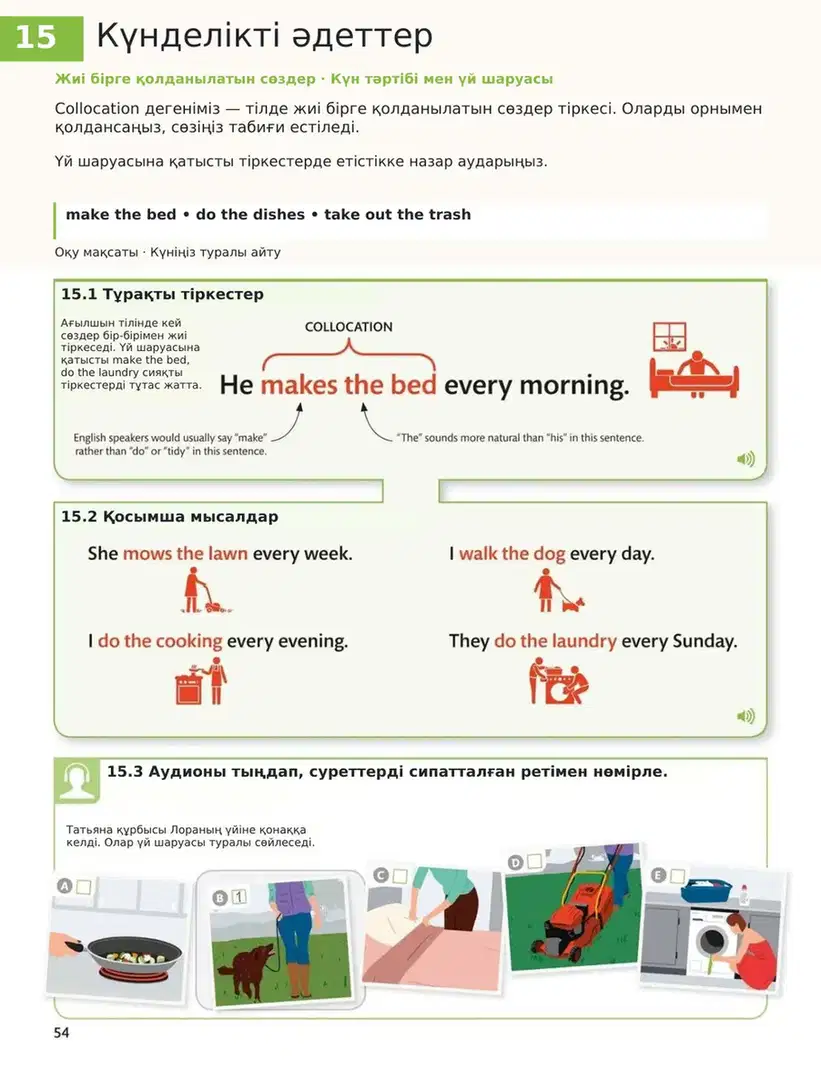 15 Күнделікті әдеттер
Жиі бірге қолданылатын сөздер · Күн тәртібі мен үй шаруасы
Collocation дегеніміз — тілде жиі бірге қолданылатын сөздер тіркесі. Оларды орнымен
қолдансаңыз, сөзіңіз табиғи естіледі.
Үй шаруасына қатысты тіркестерде етістікке назар аударыңыз.
make the bed • do the dishes • take out the trash
Оқу мақсаты · Күніңіз туралы айту
15.1 Тұрақты тіркестер
Ағылшын тілінде кей
сөздер бір-бірімен жиі
тіркеседі. Үй шаруасына
қатысты make the bed,
do the laundry сияқты
тіркестерді тұтас жатта.
COLLOCATION
He makes the bed every morning.
English speakers would usually say "make"
rather than "do" or "tidy" in this sentence.
"The" sounds more natural than "his" in this sentence.
15.2 Қосымша мысалдар
She mows the lawn every week.
I walk the dog every day.
I do the cooking every evening.
They do the laundry every Sunday.
15.3 Аудионы тыңдап, суреттерді сипатталған ретімен нөмірле.
Татьяна құрбысы Лораның үйіне қонаққа
келді. Олар үй шаруасы туралы сөйлеседі.
A
B 1
C
D
E
54